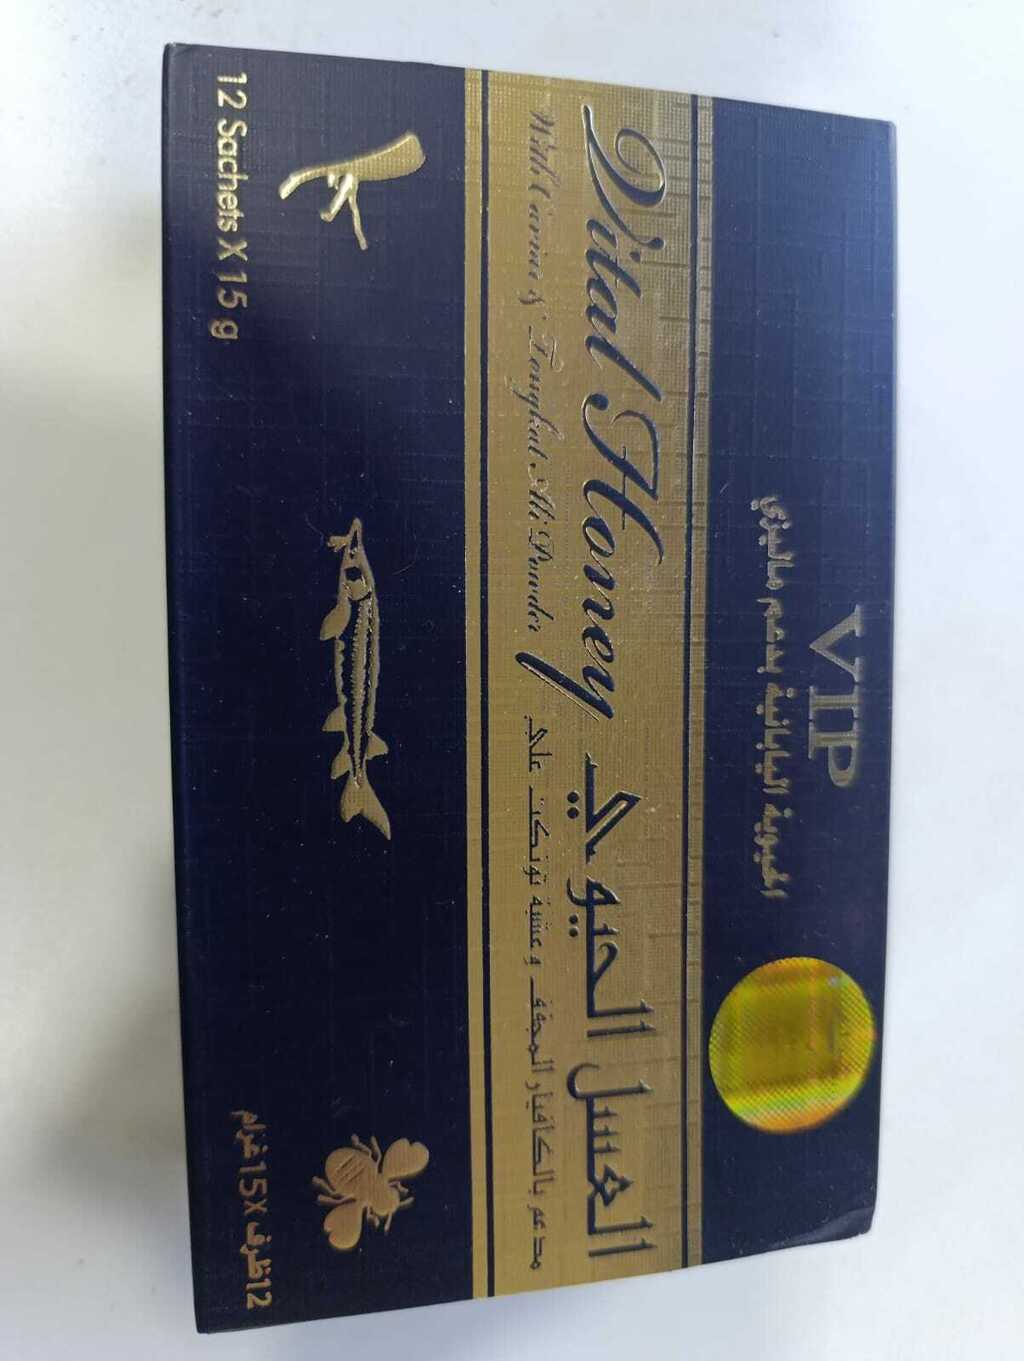 VIP
الحيوية اليابانية بدعم ماليزي
Vital Honey العسل الحيوي
With Caviar & Tongkat Ali Powder مدعم بالكافيار المجفف وعشبة تونكت علي
12 Sachets X 15 g
12ظرف X‏15غرام